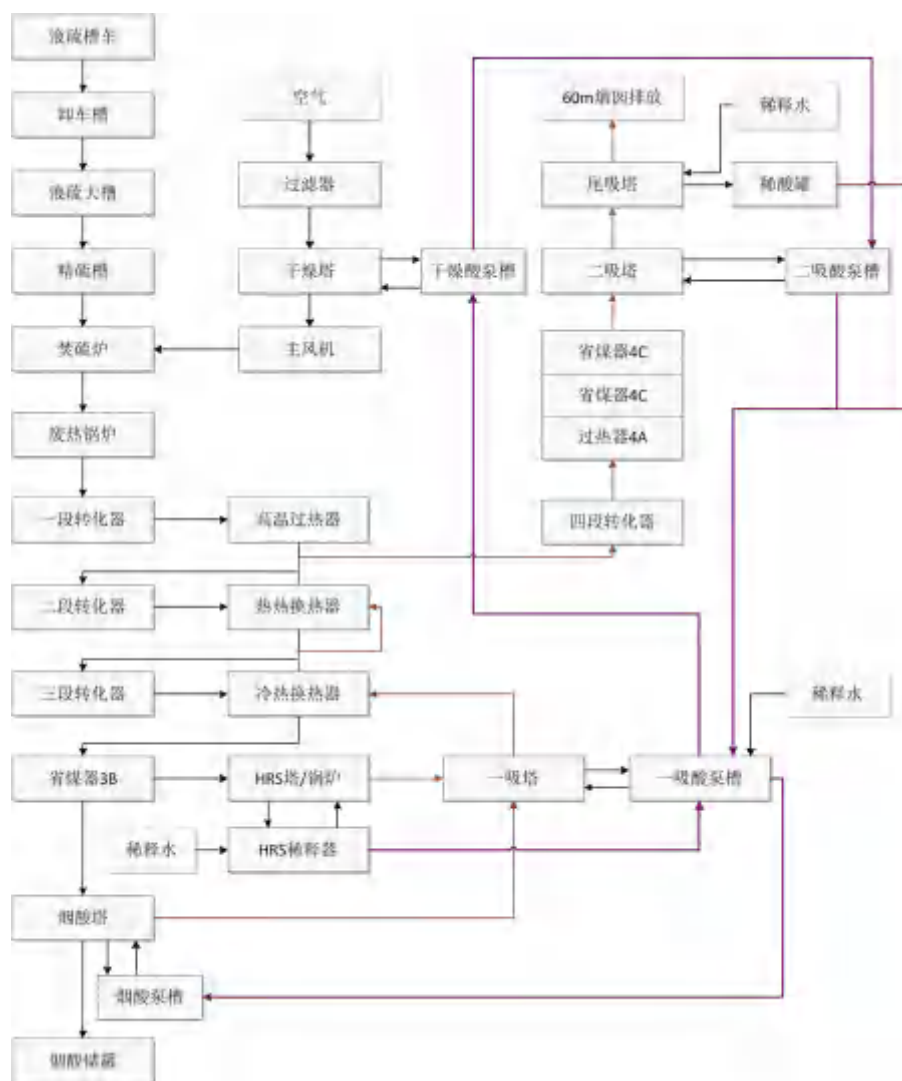 液硫槽车
卸车槽
液硫大槽
精硫槽
焚硫炉
废热锅炉
一段转化器
二段转化器
三段转化器
省煤器3B
稀释水
烟酸塔
烟酸泵槽
烟酸储罐
空气
过滤器
干燥塔
干燥酸泵槽
主风机
高温过热器
热热换热器
冷热换热器
HRS塔/锅炉
HRS稀释器
60m烟囱排放
稀释水
尾吸塔
稀酸罐
二吸塔
二吸酸泵槽
省煤器4C
省煤器4C
过热器4A
四段转化器
稀释水
一吸塔
一吸酸泵槽